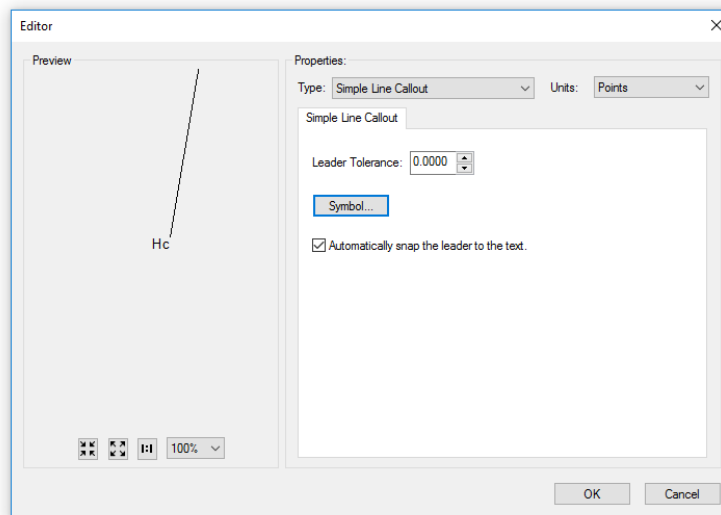 Editor
Preview
Hc
100%
Properties:
Type: Simple Line Callout Units: Points
Simple Line Callout
Leader Tolerance: 0.0000
Symbol...
Automatically snap the leader to the text.
OK Cancel